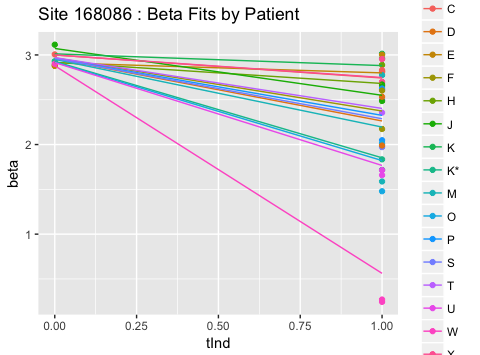 Site 168086 : Beta Fits by Patient
3
2
1
beta
0.00 0.25 0.50 0.75 1.00
tInd
C
D
E
F
H
J
K
K*
M
O
P
S
T
U
W